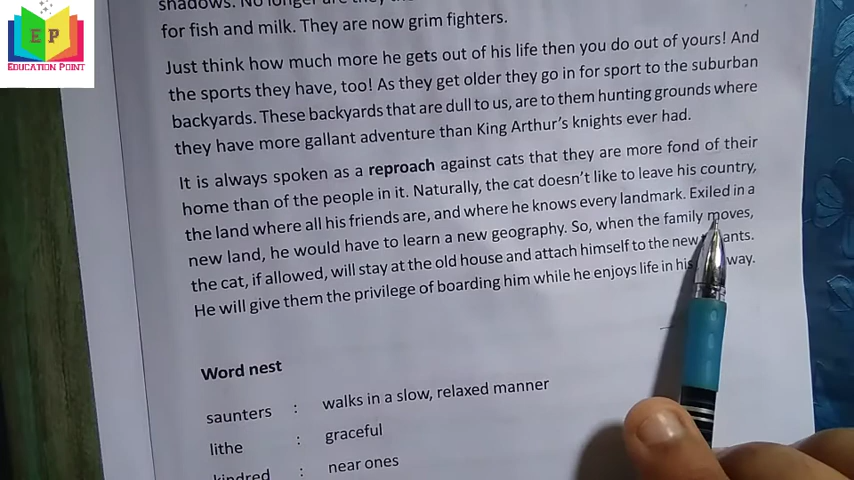 EP
EDUCATION POINT
shadows. No longer are they
for fish and milk. They are now grim fighters.
Just think how much more he gets out of his life then you do out of yours! And
the sports they have, too! As they get older they go in for sport to the suburban
backyards. These backyards that are dull to us, are to them hunting grounds where
they have more gallant adventure than King Arthur's knights ever had.
It is always spoken as a reproach against cats that they are more fond of their
home than of the people in it. Naturally, the cat doesn't like to leave his country,
the land where all his friends are, and where he knows every landmark. Exiled in a
new land, he would have to learn a new geography. So, when the family moves,
the cat, if allowed, will stay at the old house and attach himself to the new
He will give them the privilege of boarding him while he enjoys life in his way.
Word nest
saunters : walks in a slow, relaxed manner
lithe : graceful
kindred : near ones